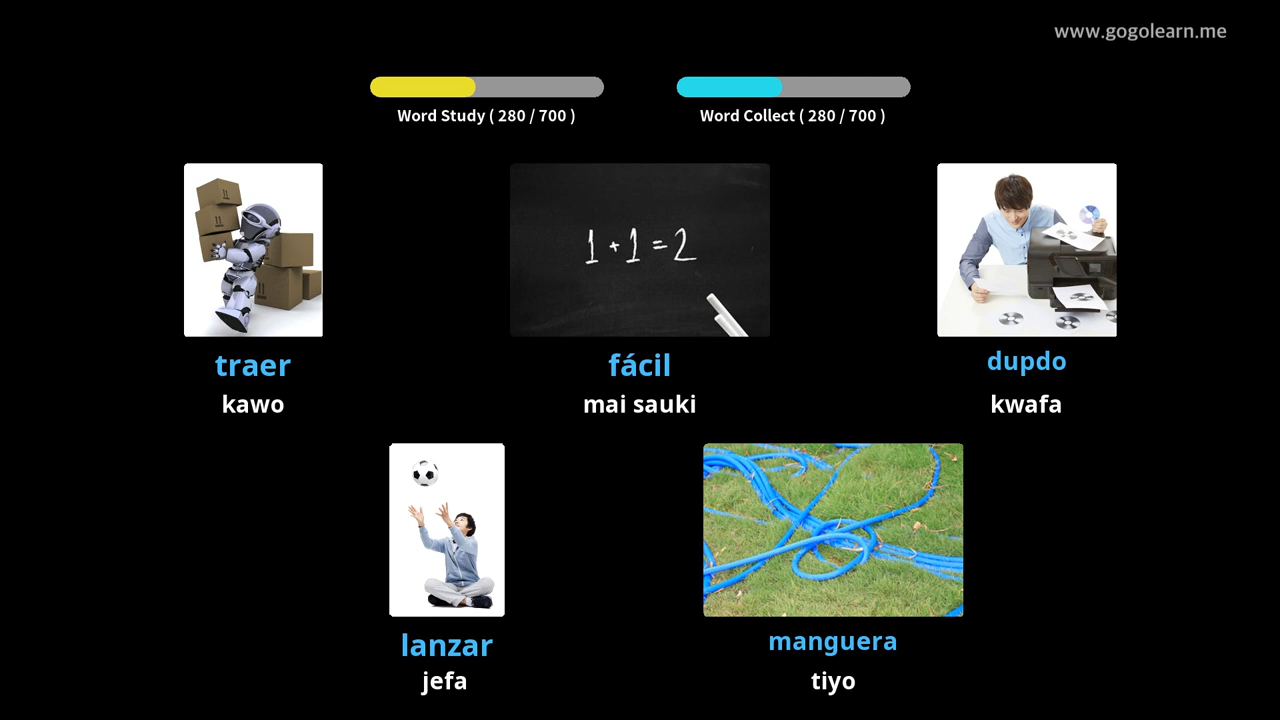 www.gogolearn.me
Word Study ( 280 / 700 )
Word Collect ( 280 / 700 )
1 + 1 = 2
traer
kawo
fácil
mai sauki
dupdo
kwafa
lanzar
jefa
manguera
tiyo